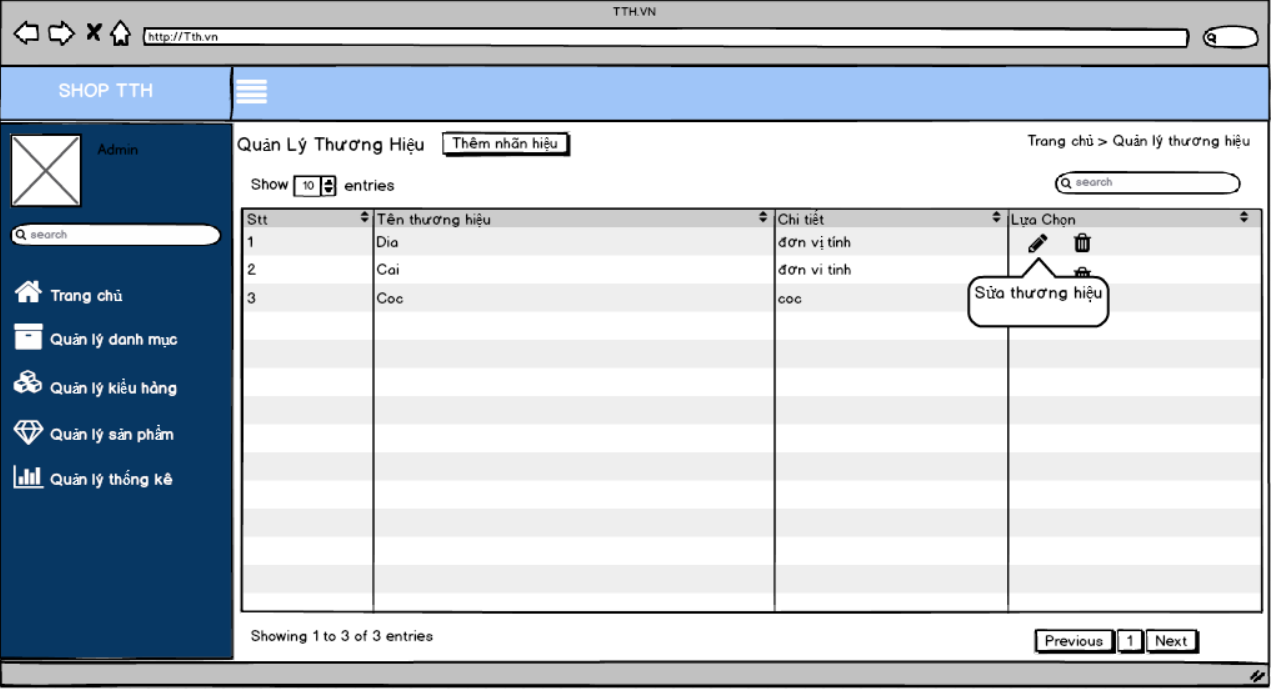 TTH.VN
http://Tth.vn
SHOP TTH
Admin
search
Trang chủ
Quản lý danh mục
Quản lý kiểu hàng
Quản lý sản phẩm
Quản lý thống kê
Quản Lý Thương Hiệu Thêm nhãn hiệu Trang chủ > Quản lý thương hiệu
Show 10 entries search
Stt Tên thương hiệu Chi tiết Lựa Chọn
1 Dia đơn vị tính
2 Cai đơn vi tinh
3 Coc coc
Sửa thương hiệu
Showing 1 to 3 of 3 entries Previous 1 Next